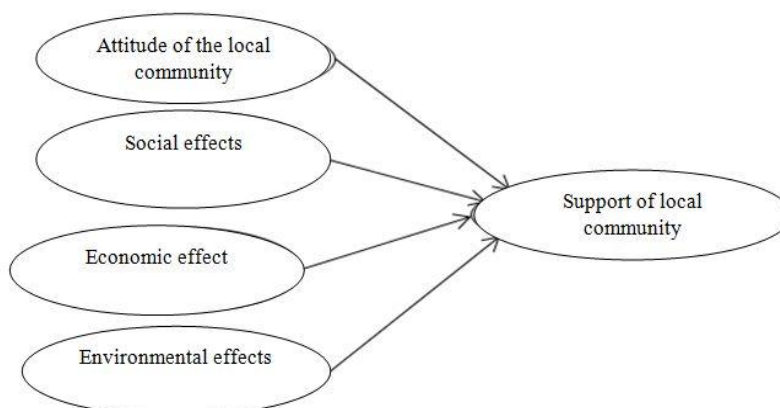 Attitude of the local
community
Social effects
Economic effect
Environmental effects
Support of local
community